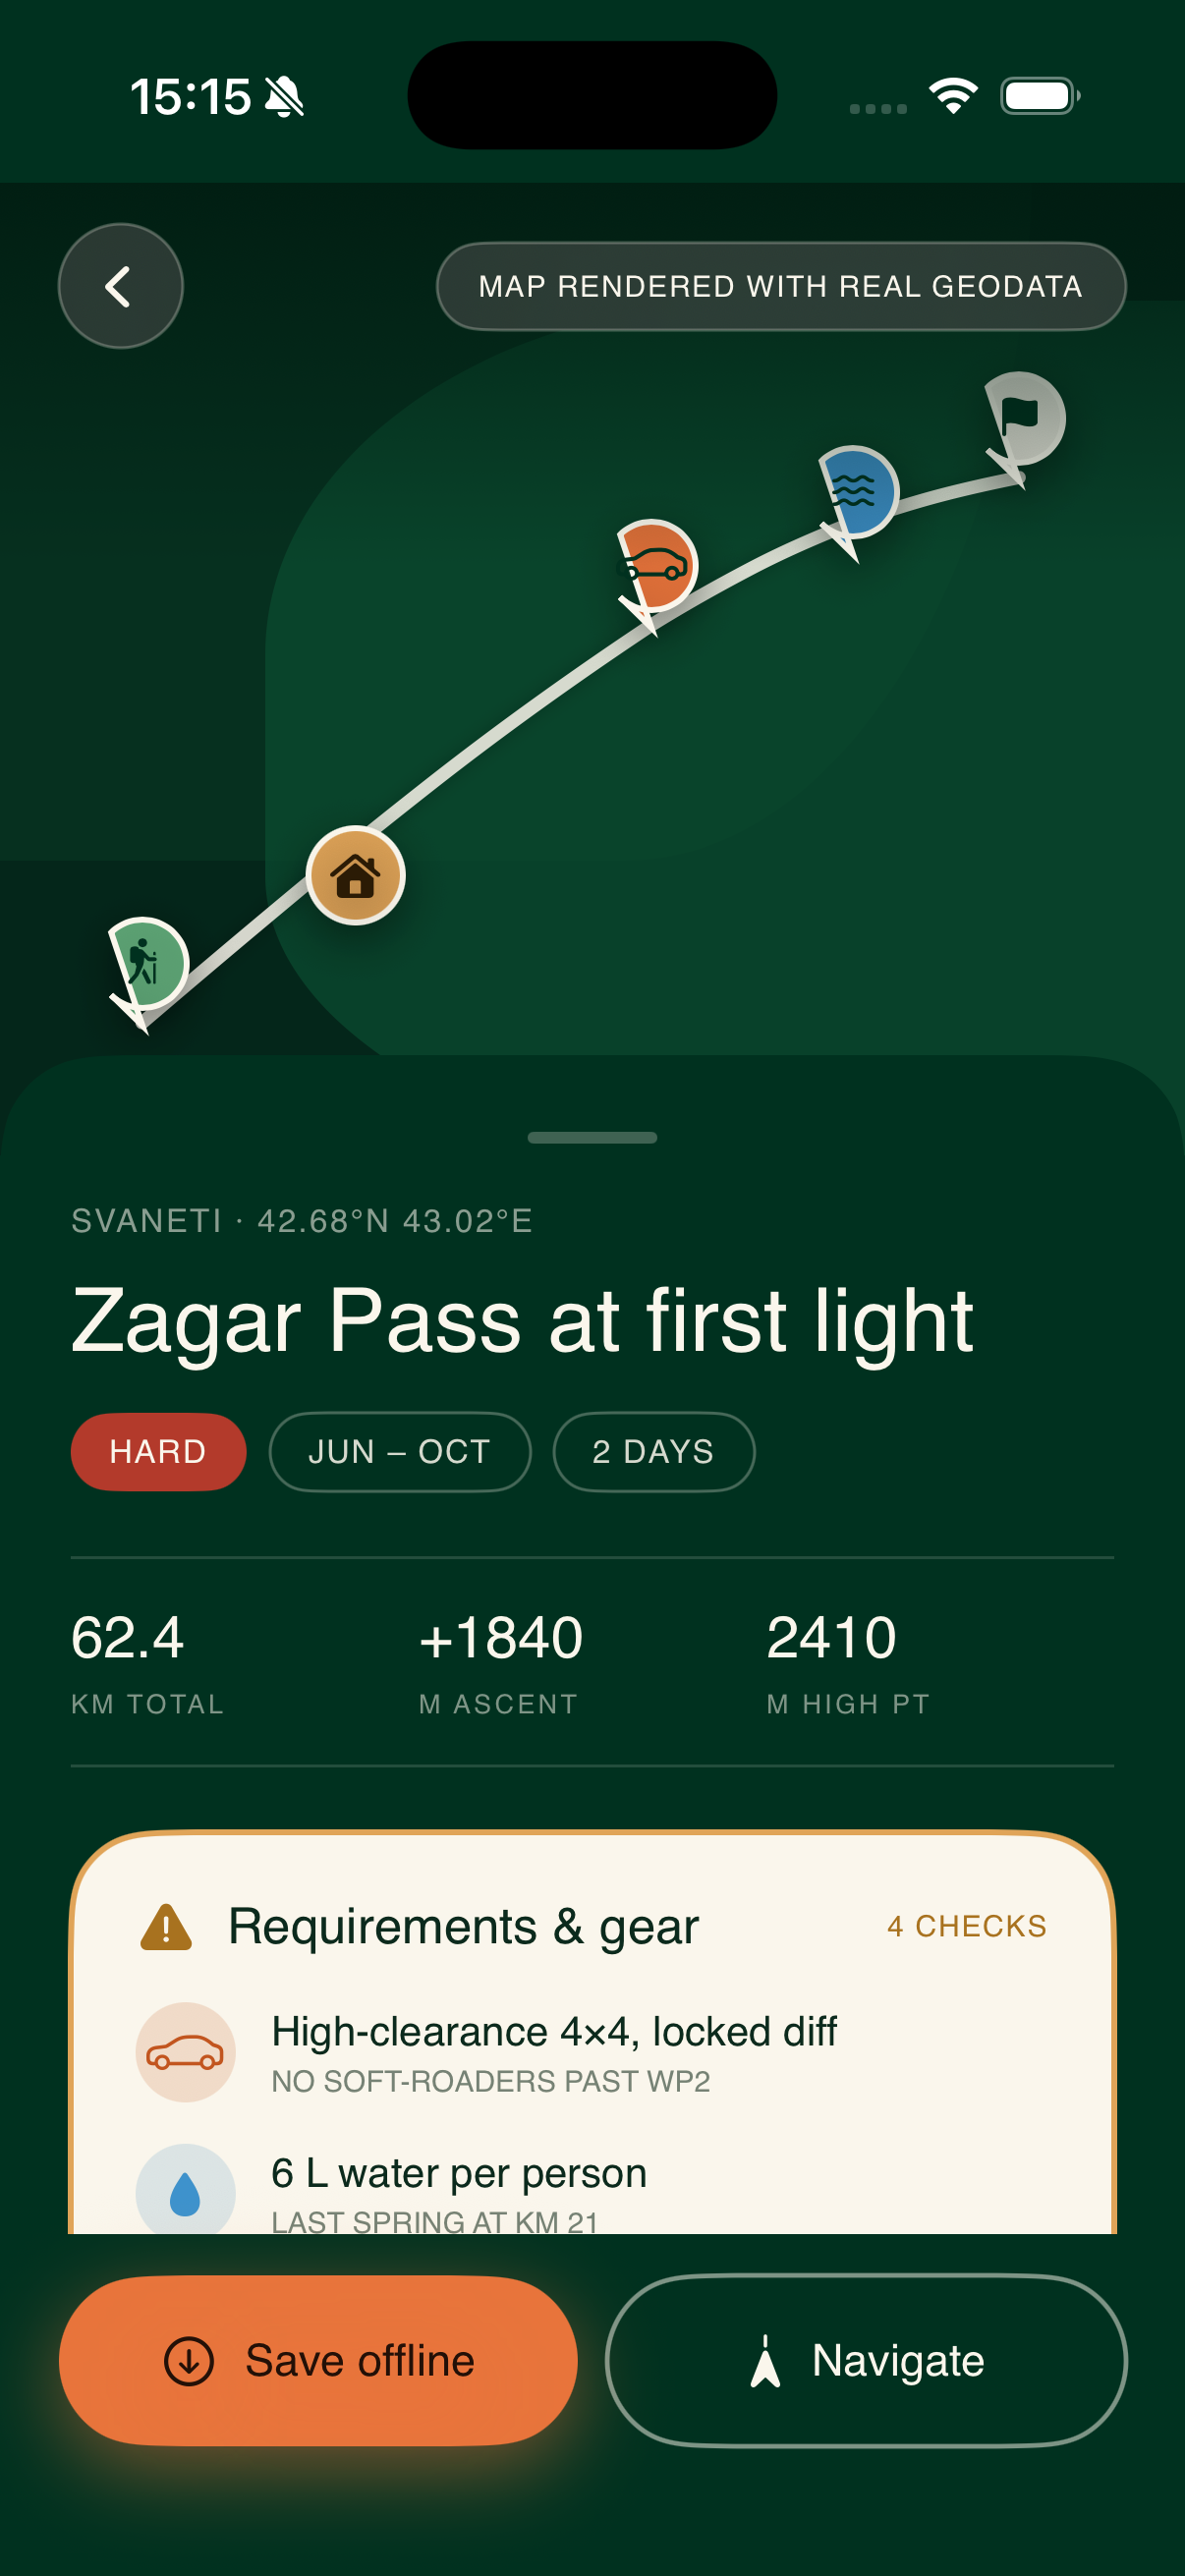 15:15
MAP RENDERED WITH REAL GEODATA
SVANETI · 42.68°N 43.02°E
Zagar Pass at first light
HARD
JUN – OCT
2 DAYS
62.4
+1840
2410
KM TOTAL
M ASCENT
M HIGH PT
Requirements & gear
4 CHECKS
High-clearance 4×4, locked diff
NO SOFT-ROADERS PAST WP2
6 L water per person
LAST SPRING AT KM 21
Save offline
Navigate